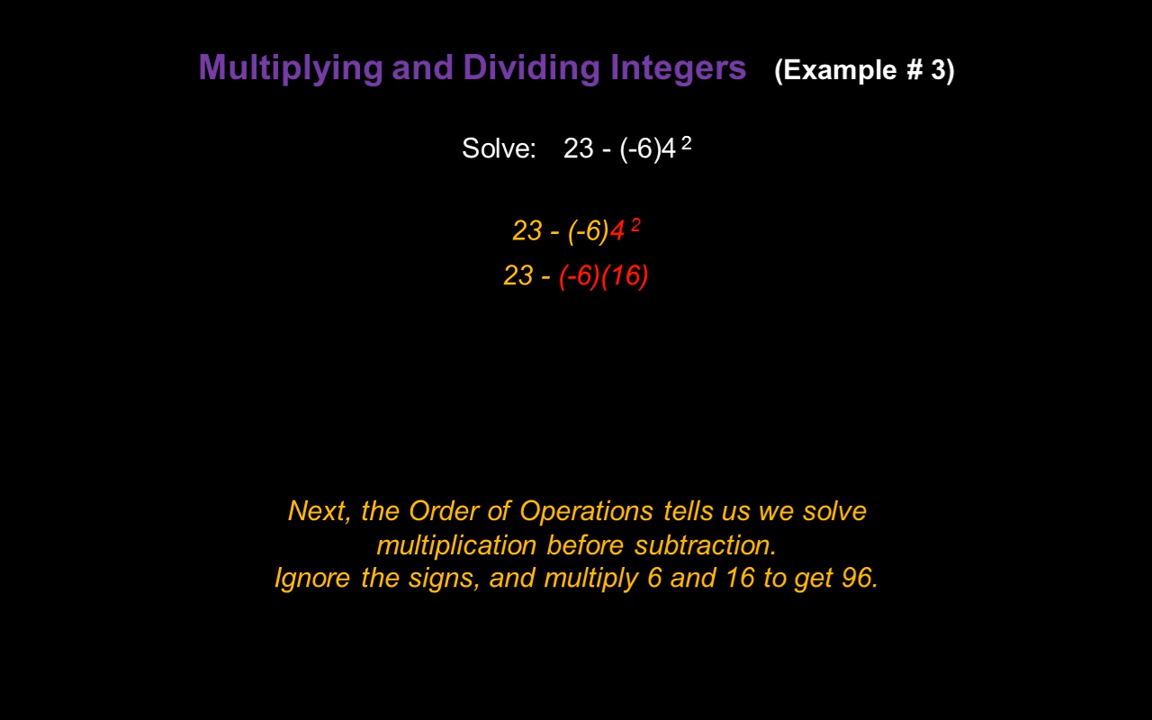 Multiplying and Dividing Integers (Example # 3)
Solve: 23 - (-6)4 ²
23 - (-6)4 ²
23 - (-6)(16)
Next, the Order of Operations tells us we solve
multiplication before subtraction.
Ignore the signs, and multiply 6 and 16 to get 96.